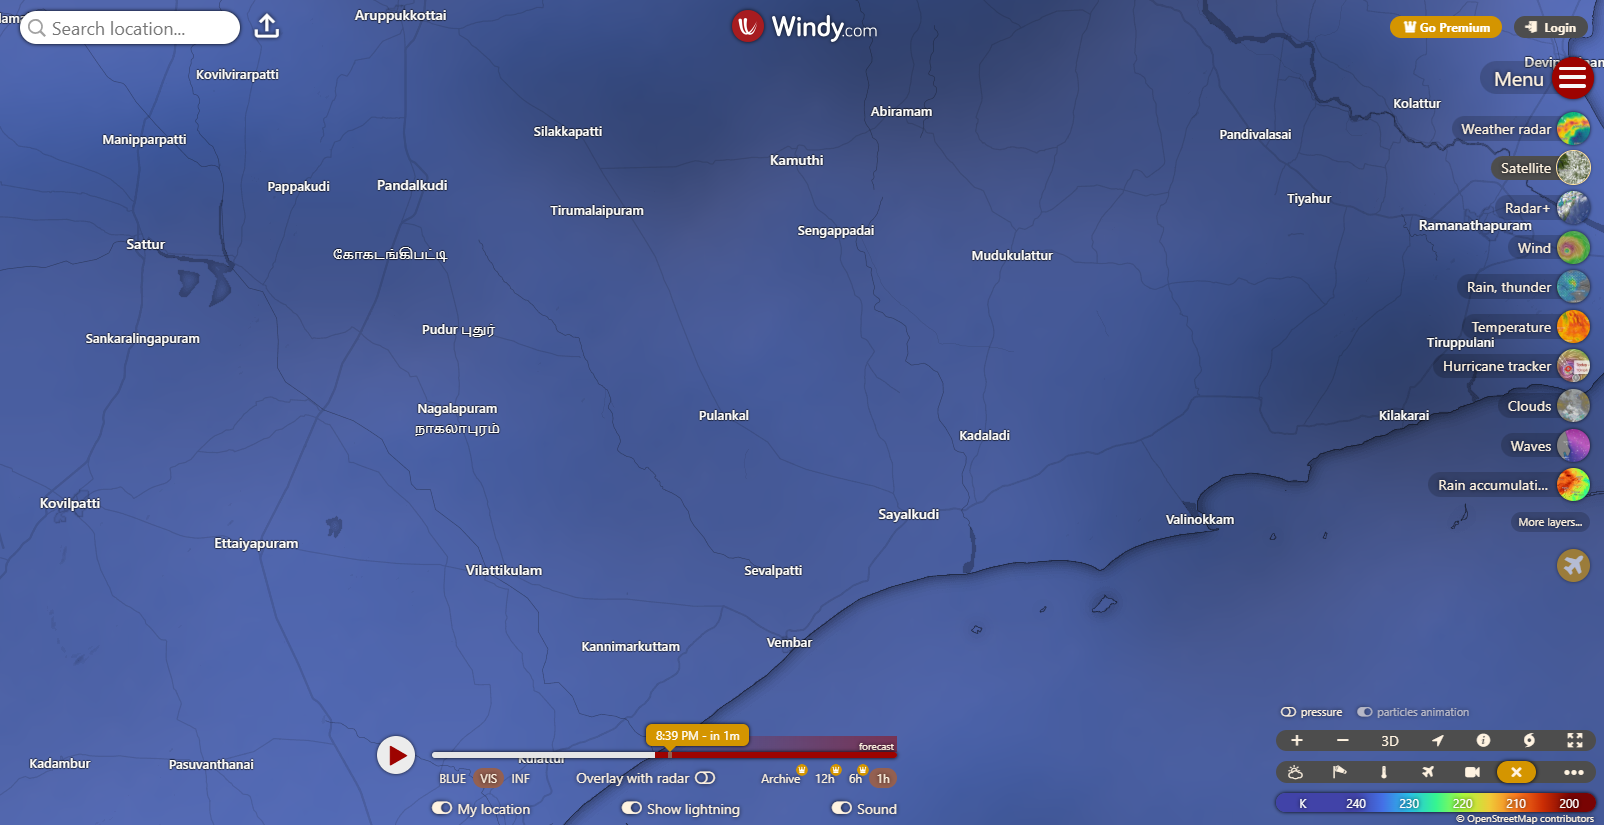 Search location...
Aruppukkottai
Windy.com
Go Premium
Login
Kovilvirarpatti
Menu
Kolattur
Abiramam
Silakkapatti
Pandivalasai
Weather radar
Manipparpatti
Kamuthi
Satellite
Pappakudi
Pandalkudi
Tiyahur
Tirumalaipuram
Radar+
Ramanathapuram
Sengappadai
Sattur
Wind
கோகடங்கிபட்டி
Mudukulattur
Rain, thunder
Temperature
Pudur புதுர்
Sankaralingapuram
Tiruppulani
Hurricane tracker
Nagalapuram
நாகலாபுரம்
Clouds
Pulankal
Kilakarai
Kadaladi
Waves
Rain accumulati...
Kovilpatti
Sayalkudi
Valinokkam
More layers...
Ettaiyapuram
Vilattikulam
Sevalpatti
Kannimarkuttam
Vembar
pressure
particles animation
8:39 PM - in 1m
forecast
3D
Kadambur
Pasuvanthanai
BLUE VIS INF
Overlay with radar
Archive 12h 6h 1h
My location
Show lightning
Sound
K 240 230 220 210 200
© OpenStreetMap contributors